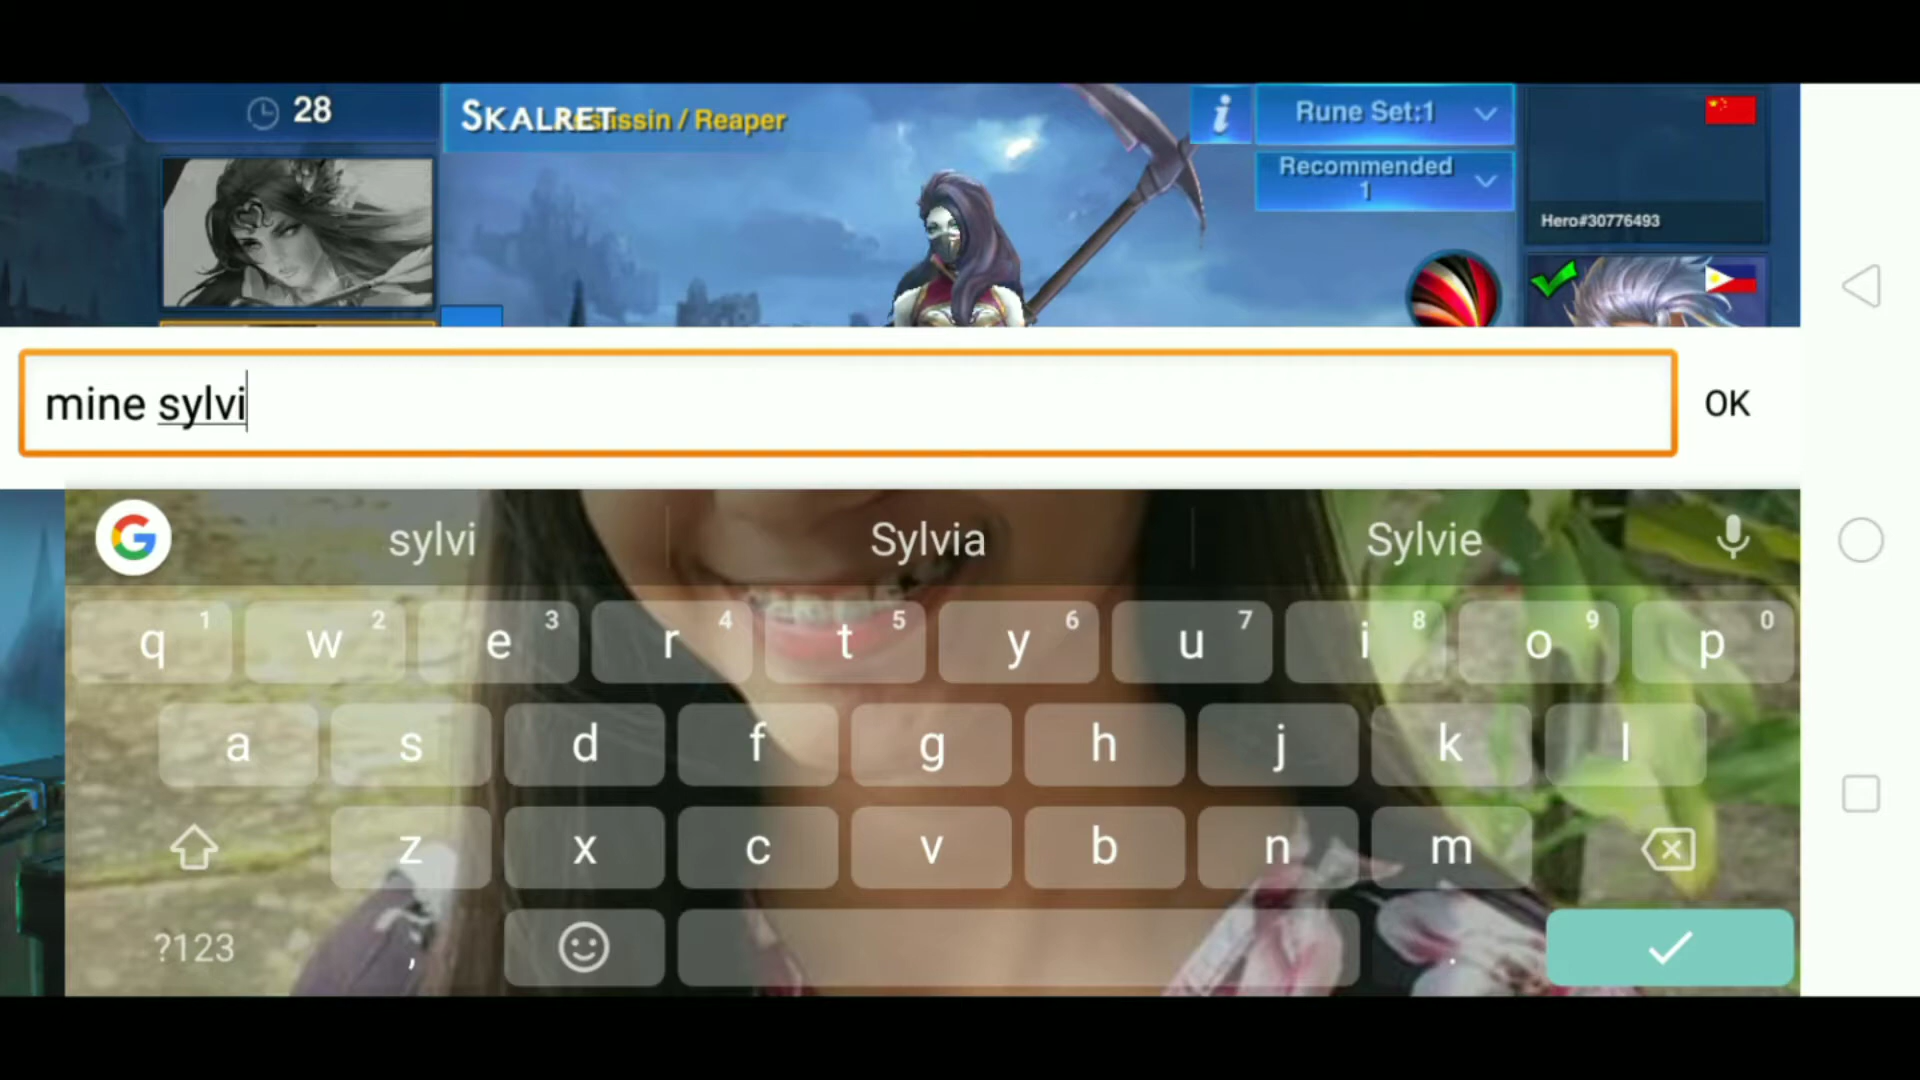 28
SKALRET
Assassin / Reaper
i
Rune Set:1
Recommended
1
Hero#30776493
mine sylvi
OK
G
sylvi
Sylvia
Sylvie
q 1 w 2 e 3 r 4 t 5 y 6 u 7 i 8 o 9 p 0
a s d f g h j k l
z x c v b n m
?123 , .